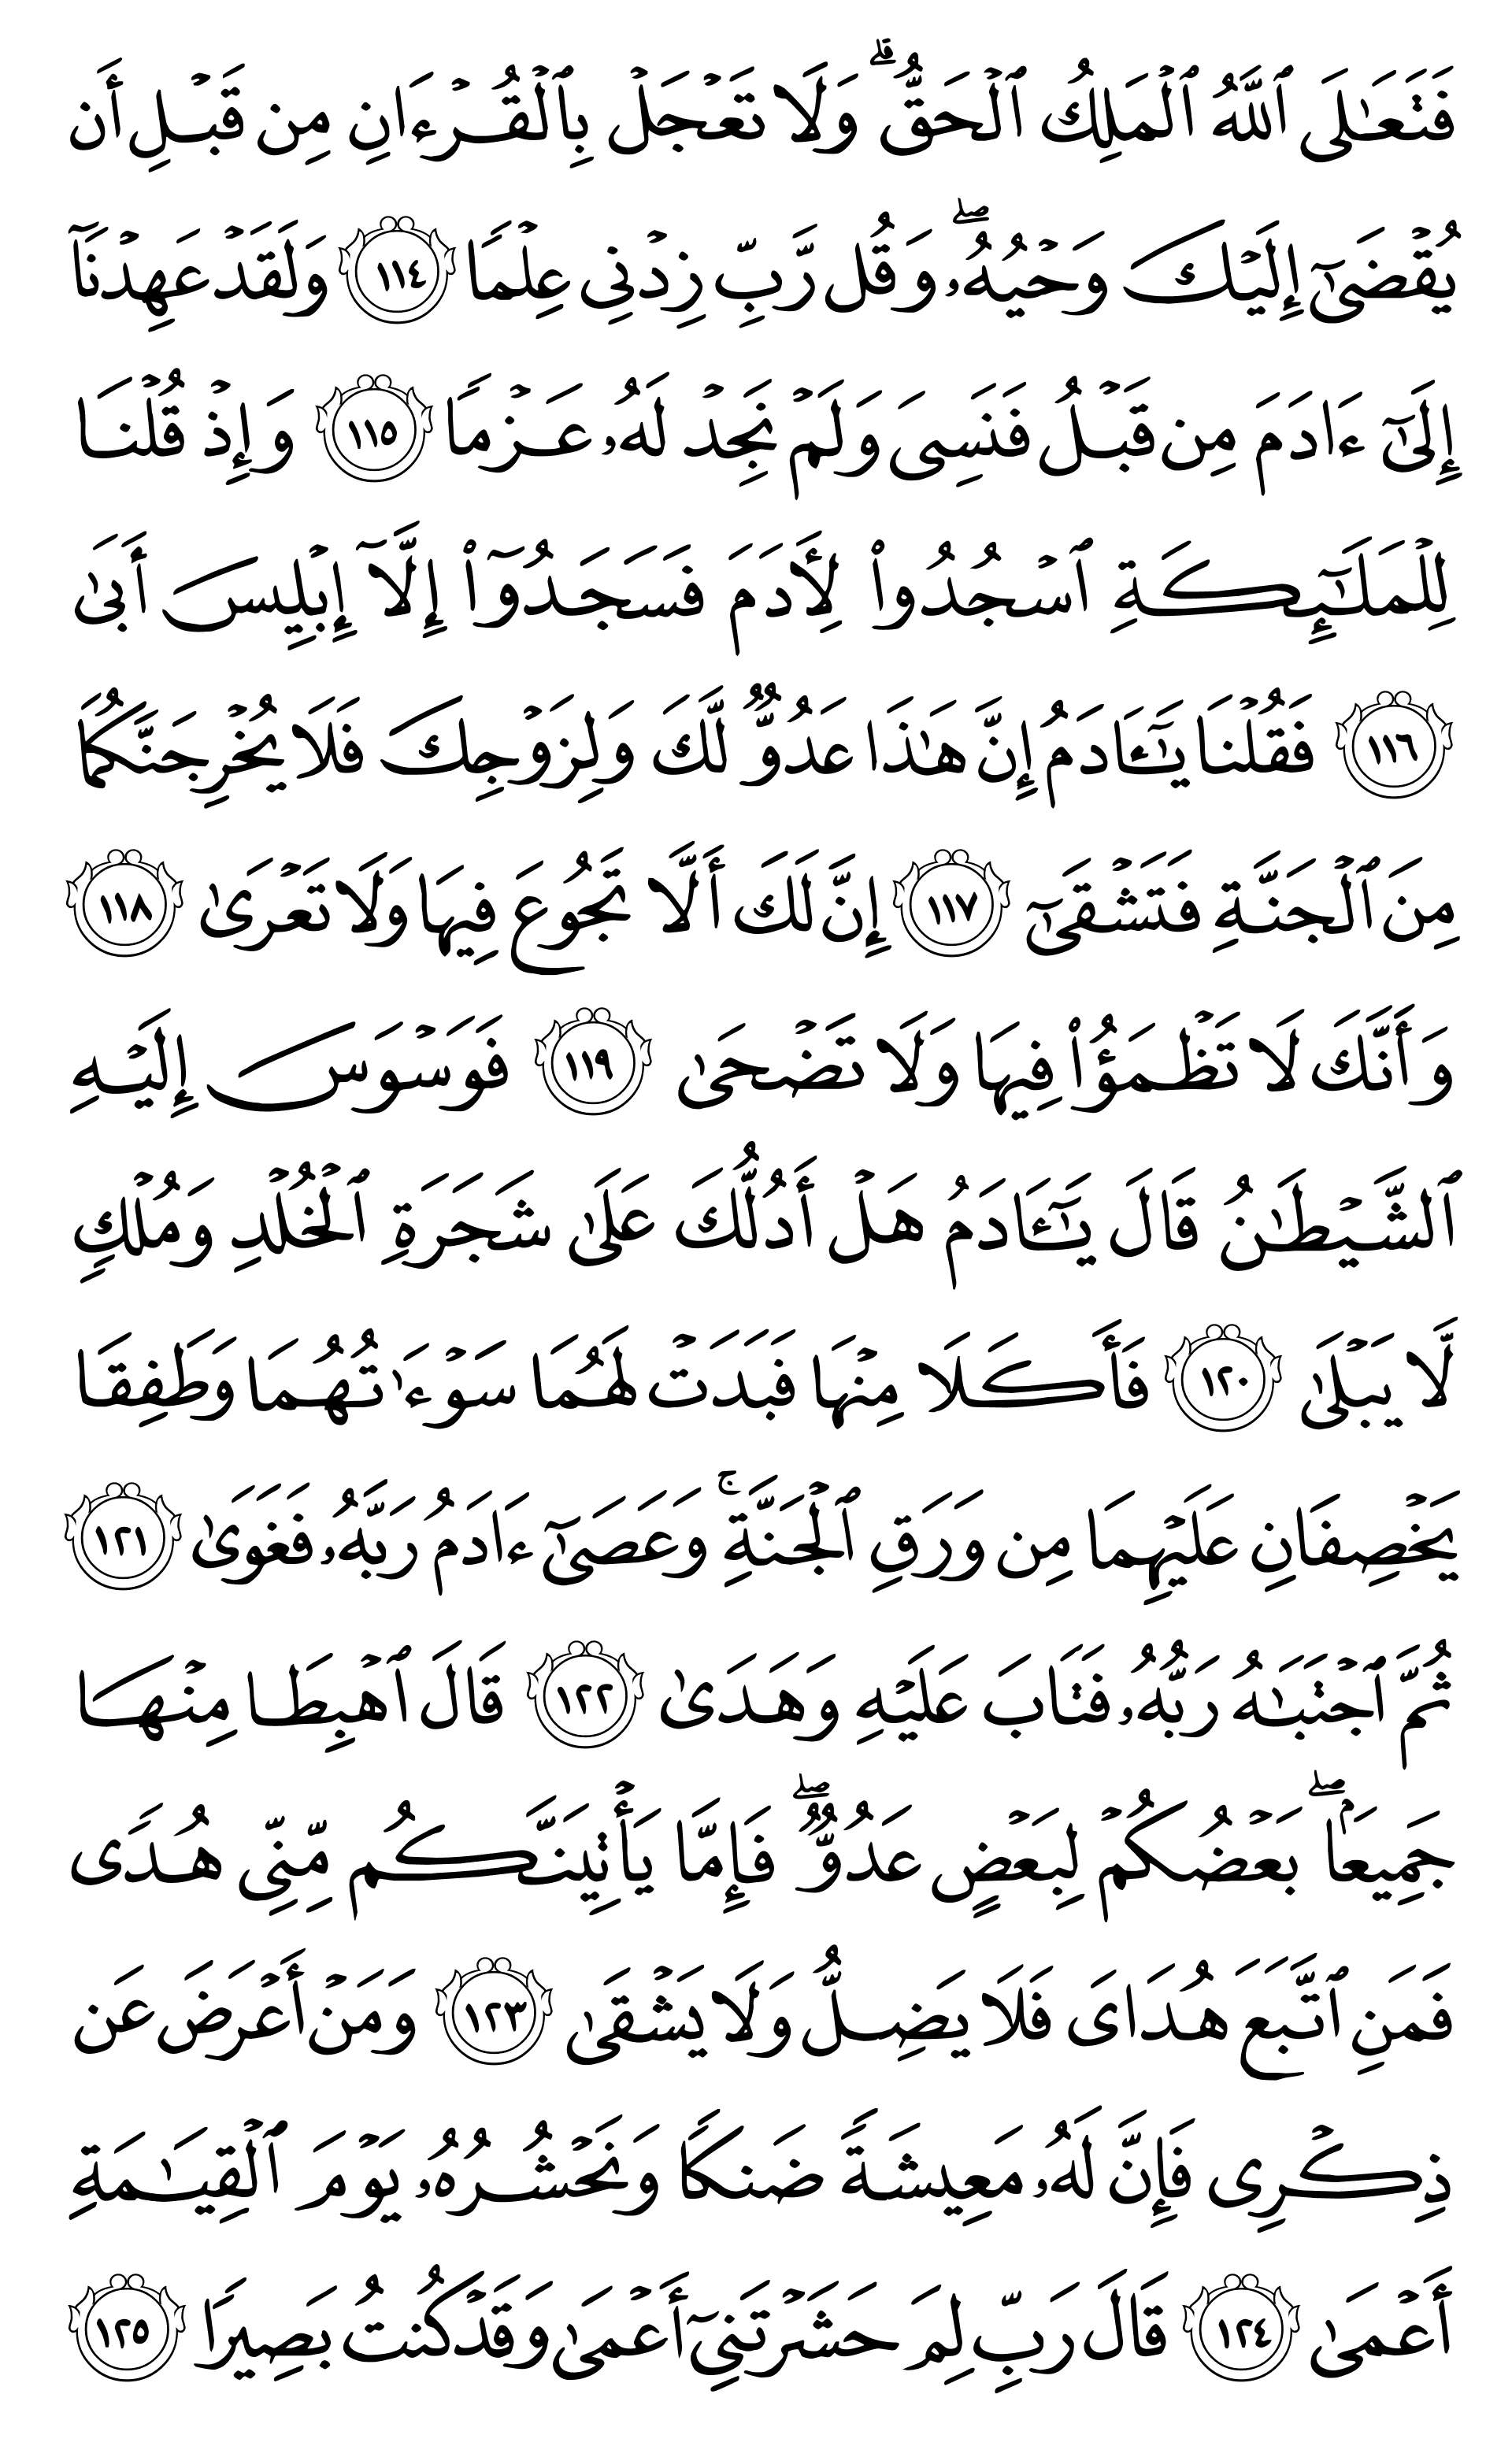 فَتَعَٰلَى ٱللَّهُ ٱلْمَلِكُ ٱلْحَقُّ ۗ وَلَا تَعْجَلْ بِٱلْقُرْءَانِ مِن قَبْلِ أَن
يُقْضَىٰٓ إِلَيْكَ وَحْيُهُۥ ۖ وَقُل رَّبِّ زِدْنِى عِلْمًا ١١٤ وَلَقَدْ عَهِدْنَآ
إِلَىٰٓ ءَادَمَ مِن قَبْلُ فَنَسِىَ وَلَمْ نَجِدْ لَهُۥ عَزْمًا ١١٥ وَإِذْ قُلْنَا
لِلْمَلَٰٓئِكَةِ ٱسْجُدُوا۟ لِأَدَمَ فَسَجَدُوٓا۟ إِلَّآ إِبْلِيسَ أَبَىٰ
١١٦ فَقُلْنَا يَٰٓـَٔادَمُ إِنَّ هَٰذَا عَدُوٌّ لَّكَ وَلِزَوْجِكَ فَلَا يُخْرِجَنَّكُمَا
مِنَ ٱلْجَنَّةِ فَتَشْقَىٰٓ ١١٧ إِنَّ لَكَ أَلَّا تَجُوعَ فِيهَا وَلَا تَعْرَىٰ ١١٨
وَأَنَّكَ لَا تَظْمَؤُا۟ فِيهَا وَلَا تَضْحَىٰ ١١٩ فَوَسْوَسَ إِلَيْهِ
ٱلشَّيْطَٰنُ قَالَ يَٰٓـَٔادَمُ هَلْ أَدُلُّكَ عَلَىٰ شَجَرَةِ ٱلْخُلْدِ وَمُلْكٍ
لَّا يَبْلَىٰ ١٢٠ فَأَكَلَا مِنْهَا فَبَدَتْ لَهُمَا سَوْءَٰتُهُمَا وَطَفِقَا
يَخْصِفَانِ عَلَيْهِمَا مِن وَرَقِ ٱلْجَنَّةِ ۚ وَعَصَىٰٓ ءَادَمُ رَبَّهُۥ فَغَوَىٰ ١٢١
ثُمَّ ٱجْتَبَٰهُ رَبُّهُۥ فَتَابَ عَلَيْهِ وَهَدَىٰ ١٢٢ قَالَ ٱهْبِطَا مِنْهَا
جَمِيعًۢا ۖ بَعْضُكُمْ لِبَعْضٍ عَدُوٌّ ۖ فَإِمَّا يَأْتِيَنَّكُم مِّنِّى هُدًى
فَمَنِ ٱتَّبَعَ هُدَاىَ فَلَا يَضِلُّ وَلَا يَشْقَىٰ ١٢٣ وَمَنْ أَعْرَضَ عَن
ذِكْرِى فَإِنَّ لَهُۥ مَعِيشَةً ضَنكًا وَنَحْشُرُهُۥ يَوْمَ ٱلْقِيَٰمَةِ
أَعْمَىٰ ١٢٤ قَالَ رَبِّ لِمَ حَشَرْتَنِىٓ أَعْمَىٰ وَقَدْ كُنتُ بَصِيرًا ١٢٥